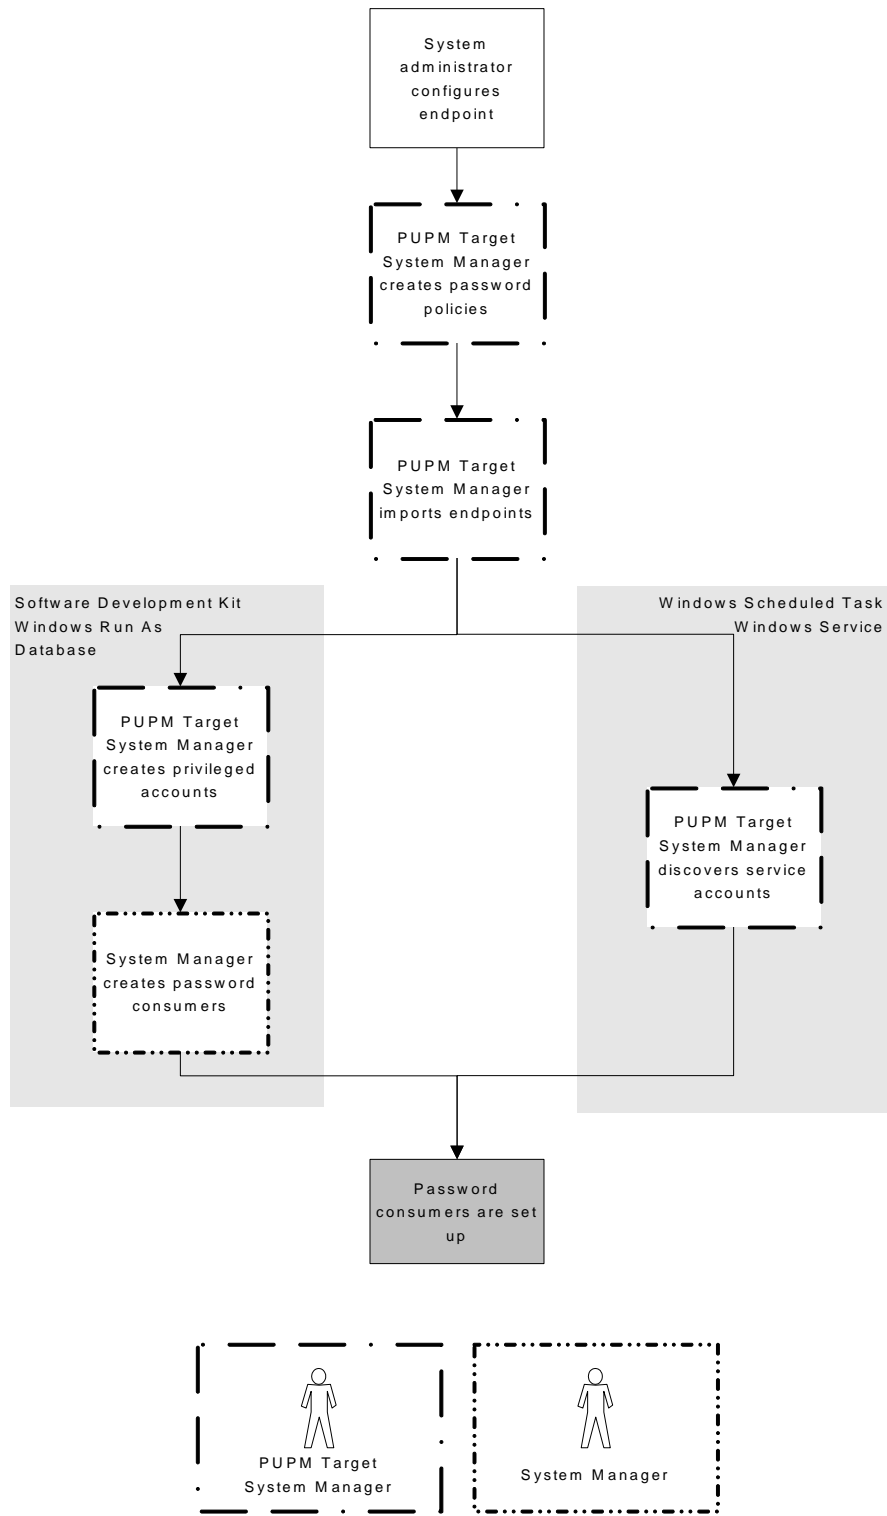 System
administrator
configures
endpoint
PUPM Target
System Manager
creates password
policies
PUPM Target
System Manager
imports endpoints
Software Development Kit
Windows Run As
Database
Windows Scheduled Task
Windows Service
PUPM Target
System Manager
creates privileged
accounts
PUPM Target
System Manager
discovers service
accounts
System Manager
creates password
consumers
Password
consumers are set
up
PUPM Target
System Manager
System Manager